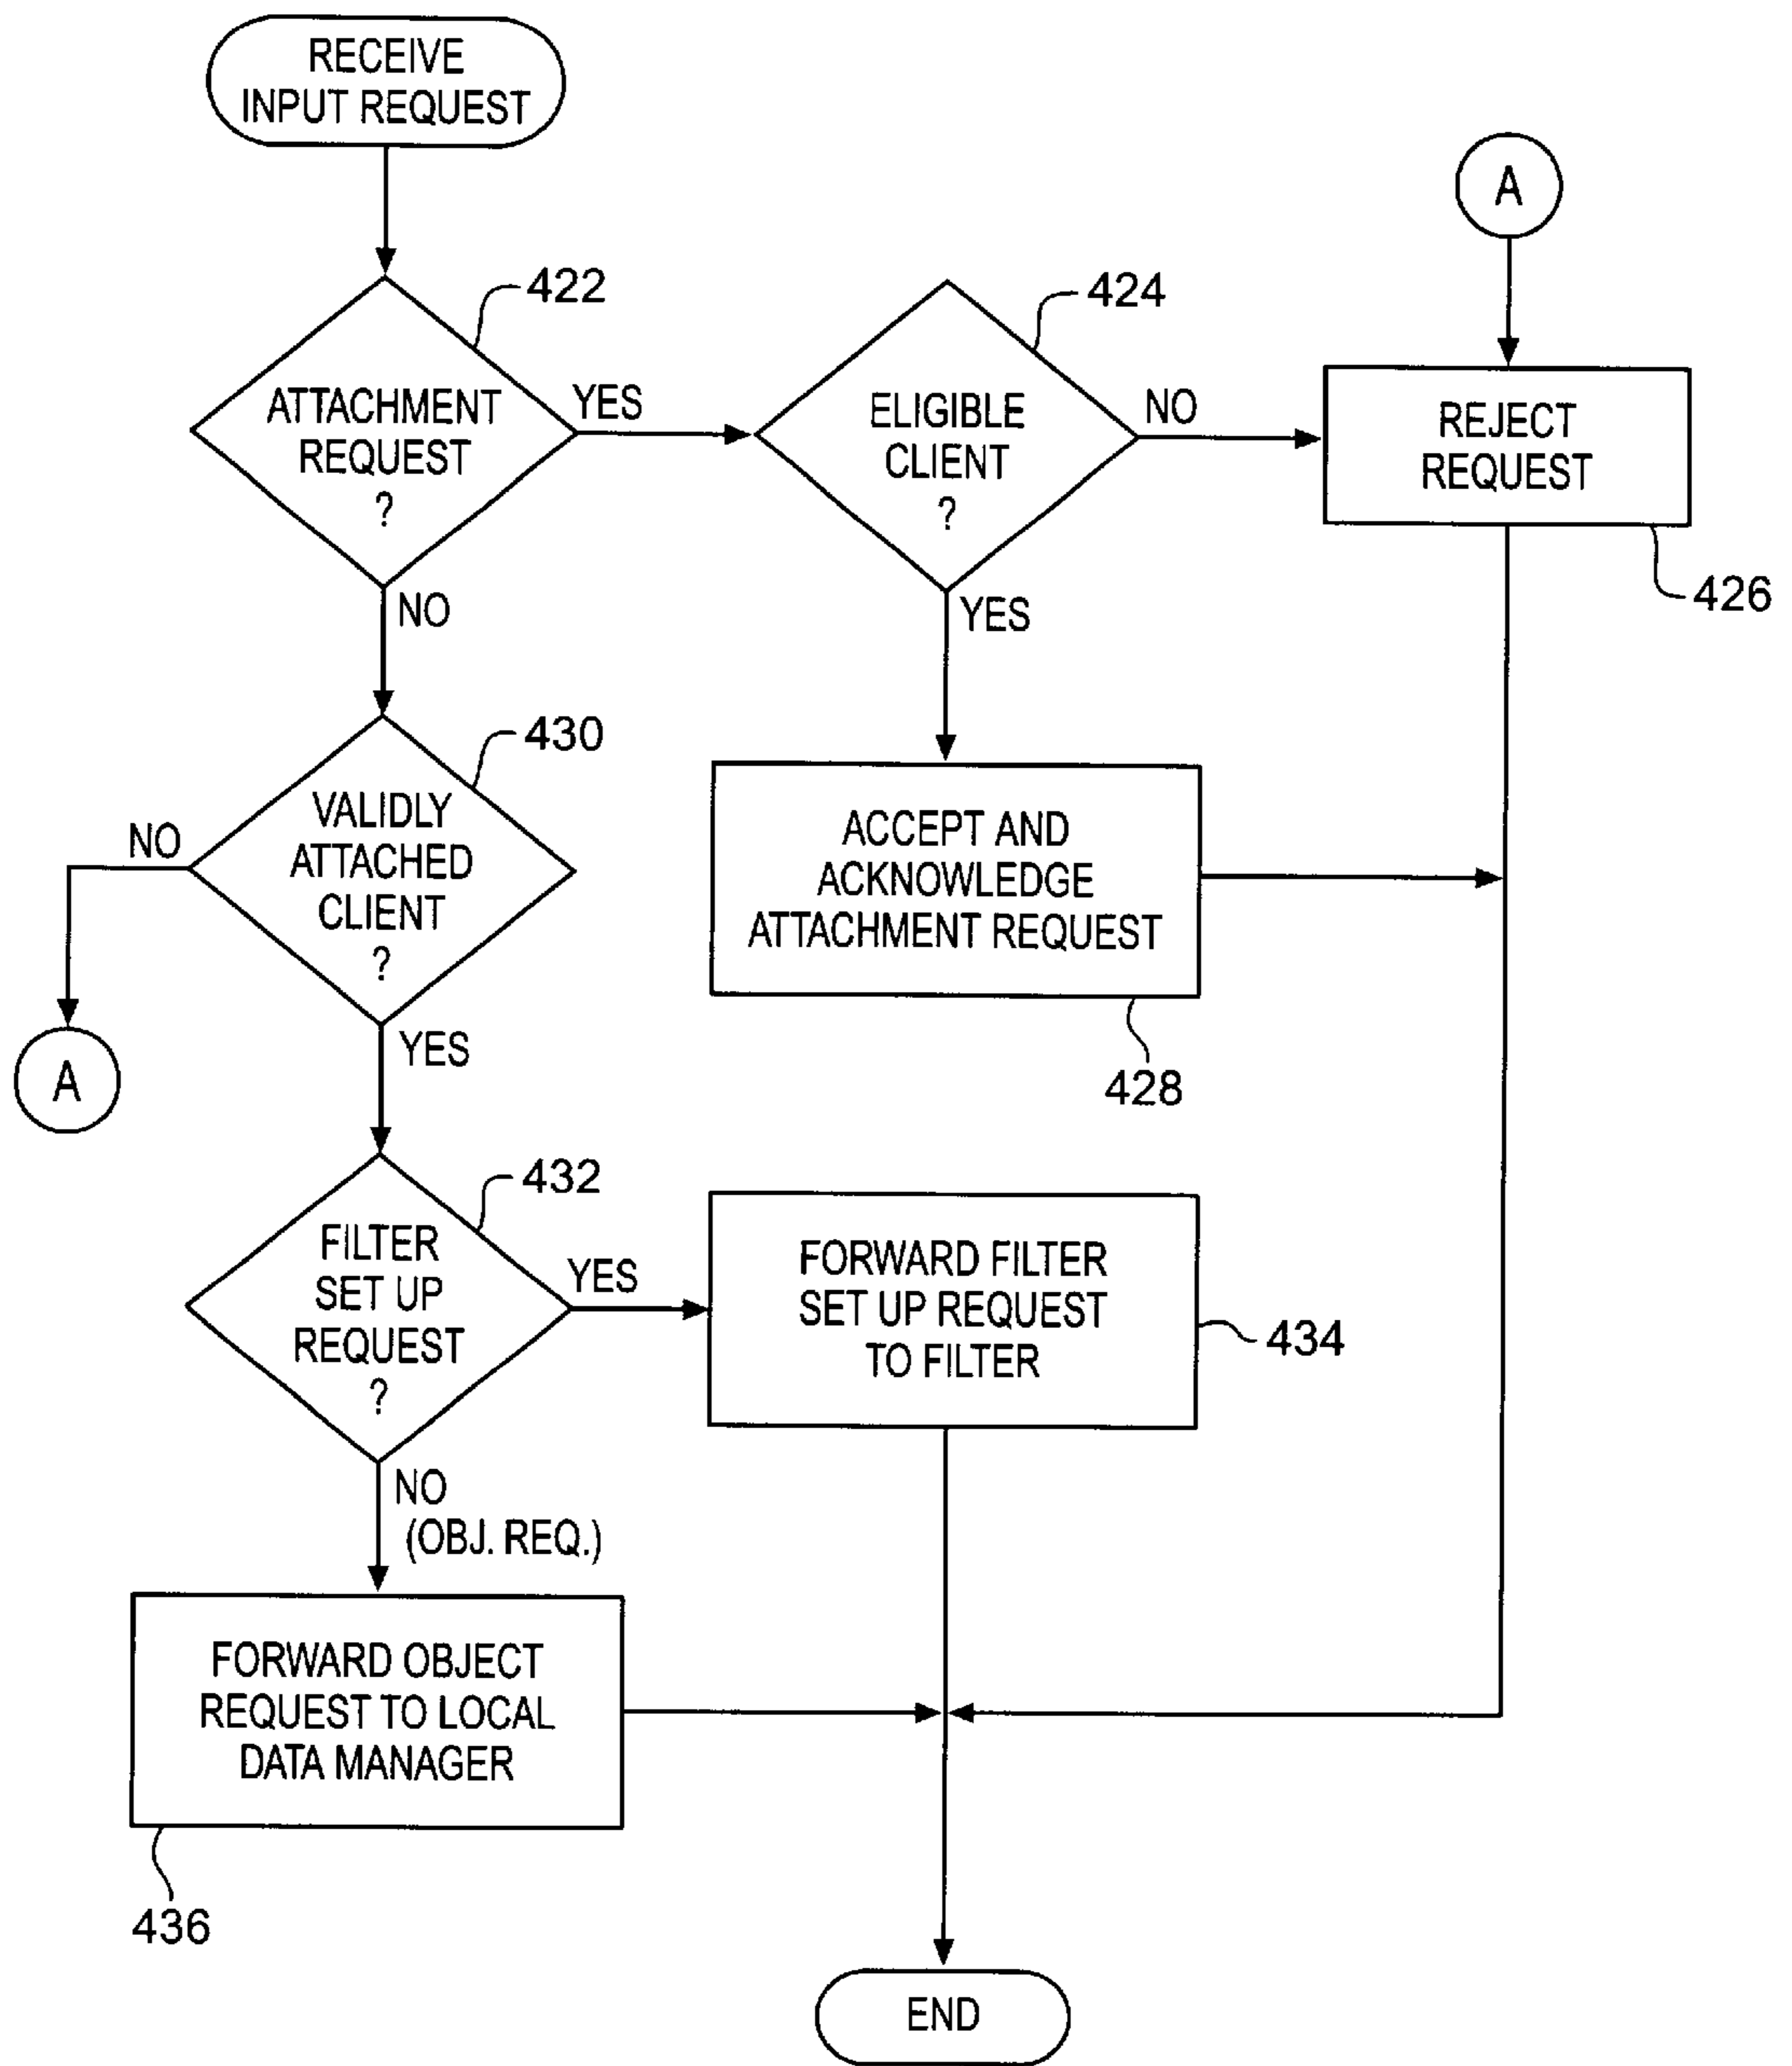 RECEIVE
INPUT REQUEST
A
422
424
ATTACHMENT
REQUEST
?
YES
ELIGIBLE
CLIENT
?
NO
REJECT
REQUEST
426
NO
YES
430
VALIDLY
ATTACHED
CLIENT
?
NO
ACCEPT AND
ACKNOWLEDGE
ATTACHMENT REQUEST
428
A
YES
432
FILTER
SET UP
REQUEST
?
YES
FORWARD FILTER
SET UP REQUEST
TO FILTER
434
NO
(OBJ. REQ.)
FORWARD OBJECT
REQUEST TO LOCAL
DATA MANAGER
436
END